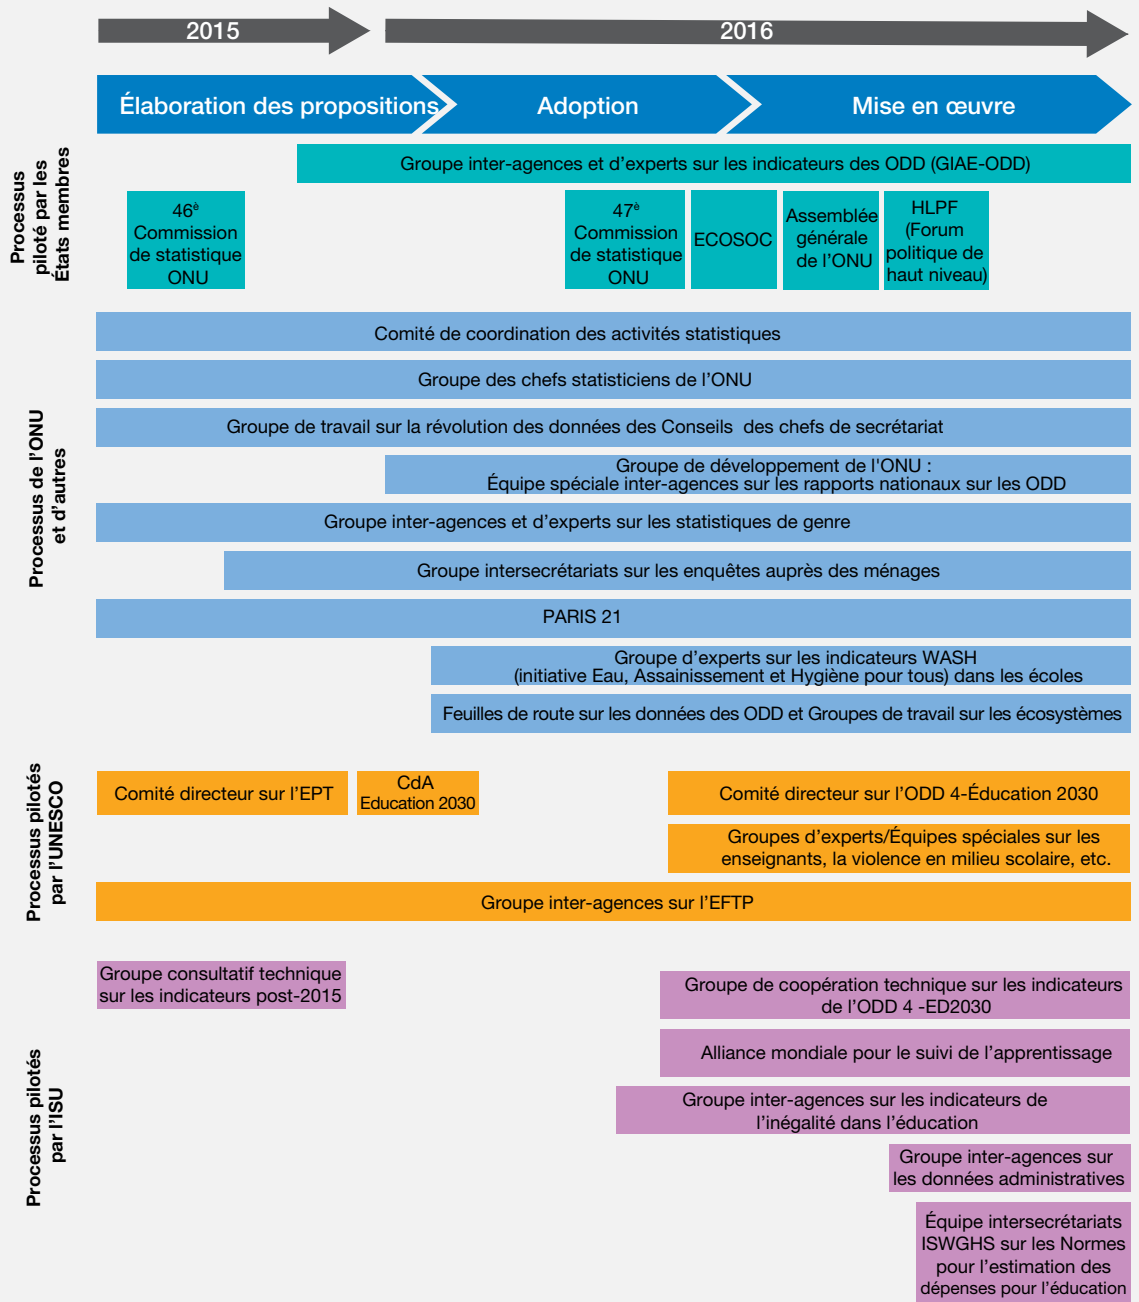 2015
2016
Élaboration des propositions
Adoption
Mise en œuvre
Processus
piloté par les
États membres
Groupe inter-agences et d'experts sur les indicateurs des ODD (GIAE-ODD)
46è
Commission
de statistique
ONU
47è
Commission
de statistique
ONU
ECOSOC
Assemblée
générale
de l'ONU
HLPF
(Forum
politique de
haut niveau)
Processus de l'ONU
et d'autres
Comité de coordination des activités statistiques
Groupe des chefs statisticiens de l'ONU
Groupe de travail sur la révolution des données des Conseils des chefs de secrétariat
Groupe de développement de l'ONU :
Équipe spéciale inter-agences sur les rapports nationaux sur les ODD
Groupe inter-agences et d'experts sur les statistiques de genre
Groupe intersecrétariats sur les enquêtes auprès des ménages
PARIS 21
Groupe d'experts sur les indicateurs WASH
(initiative Eau, Assainissement et Hygiène pour tous) dans les écoles
Feuilles de route sur les données des ODD et Groupes de travail sur les écosystèmes
Processus pilotés
par l'UNESCO
Comité directeur sur l'EPT
CdA
Education 2030
Comité directeur sur l'ODD 4-Éducation 2030
Groupes d'experts/Équipes spéciales sur les
enseignants, la violence en milieu scolaire, etc.
Groupe inter-agences sur l'EFTP
Processus pilotés
par l'ISU
Groupe consultatif technique
sur les indicateurs post-2015
Groupe de coopération technique sur les indicateurs
de l'ODD 4 -ED2030
Alliance mondiale pour le suivi de l'apprentissage
Groupe inter-agences sur les indicateurs de
l'inégalité dans l'éducation
Groupe inter-agences sur
les données administratives
Équipe intersecrétariats
ISWGHS sur les Normes
pour l'estimation des
dépenses pour l'éducation